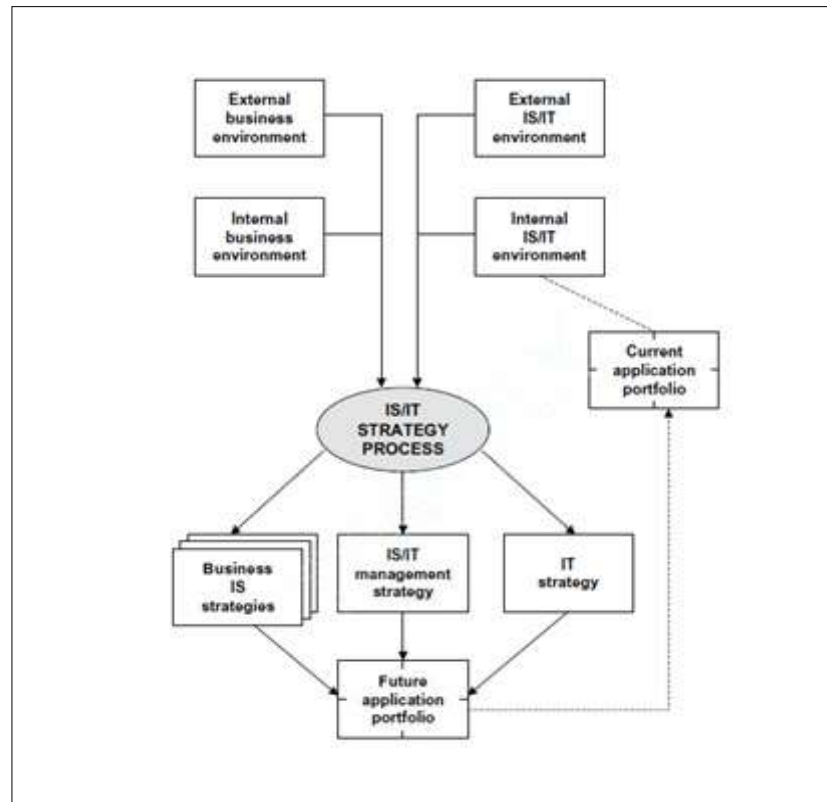 External
business
environment
External
IS/IT
environment
Internal
business
environment
Internal
IS/IT
environment
Current
application
portfolio
IS/IT
STRATEGY
PROCESS
Business
IS
strategies
IS/IT
management
strategy
IT
strategy
Future
application
portfolio